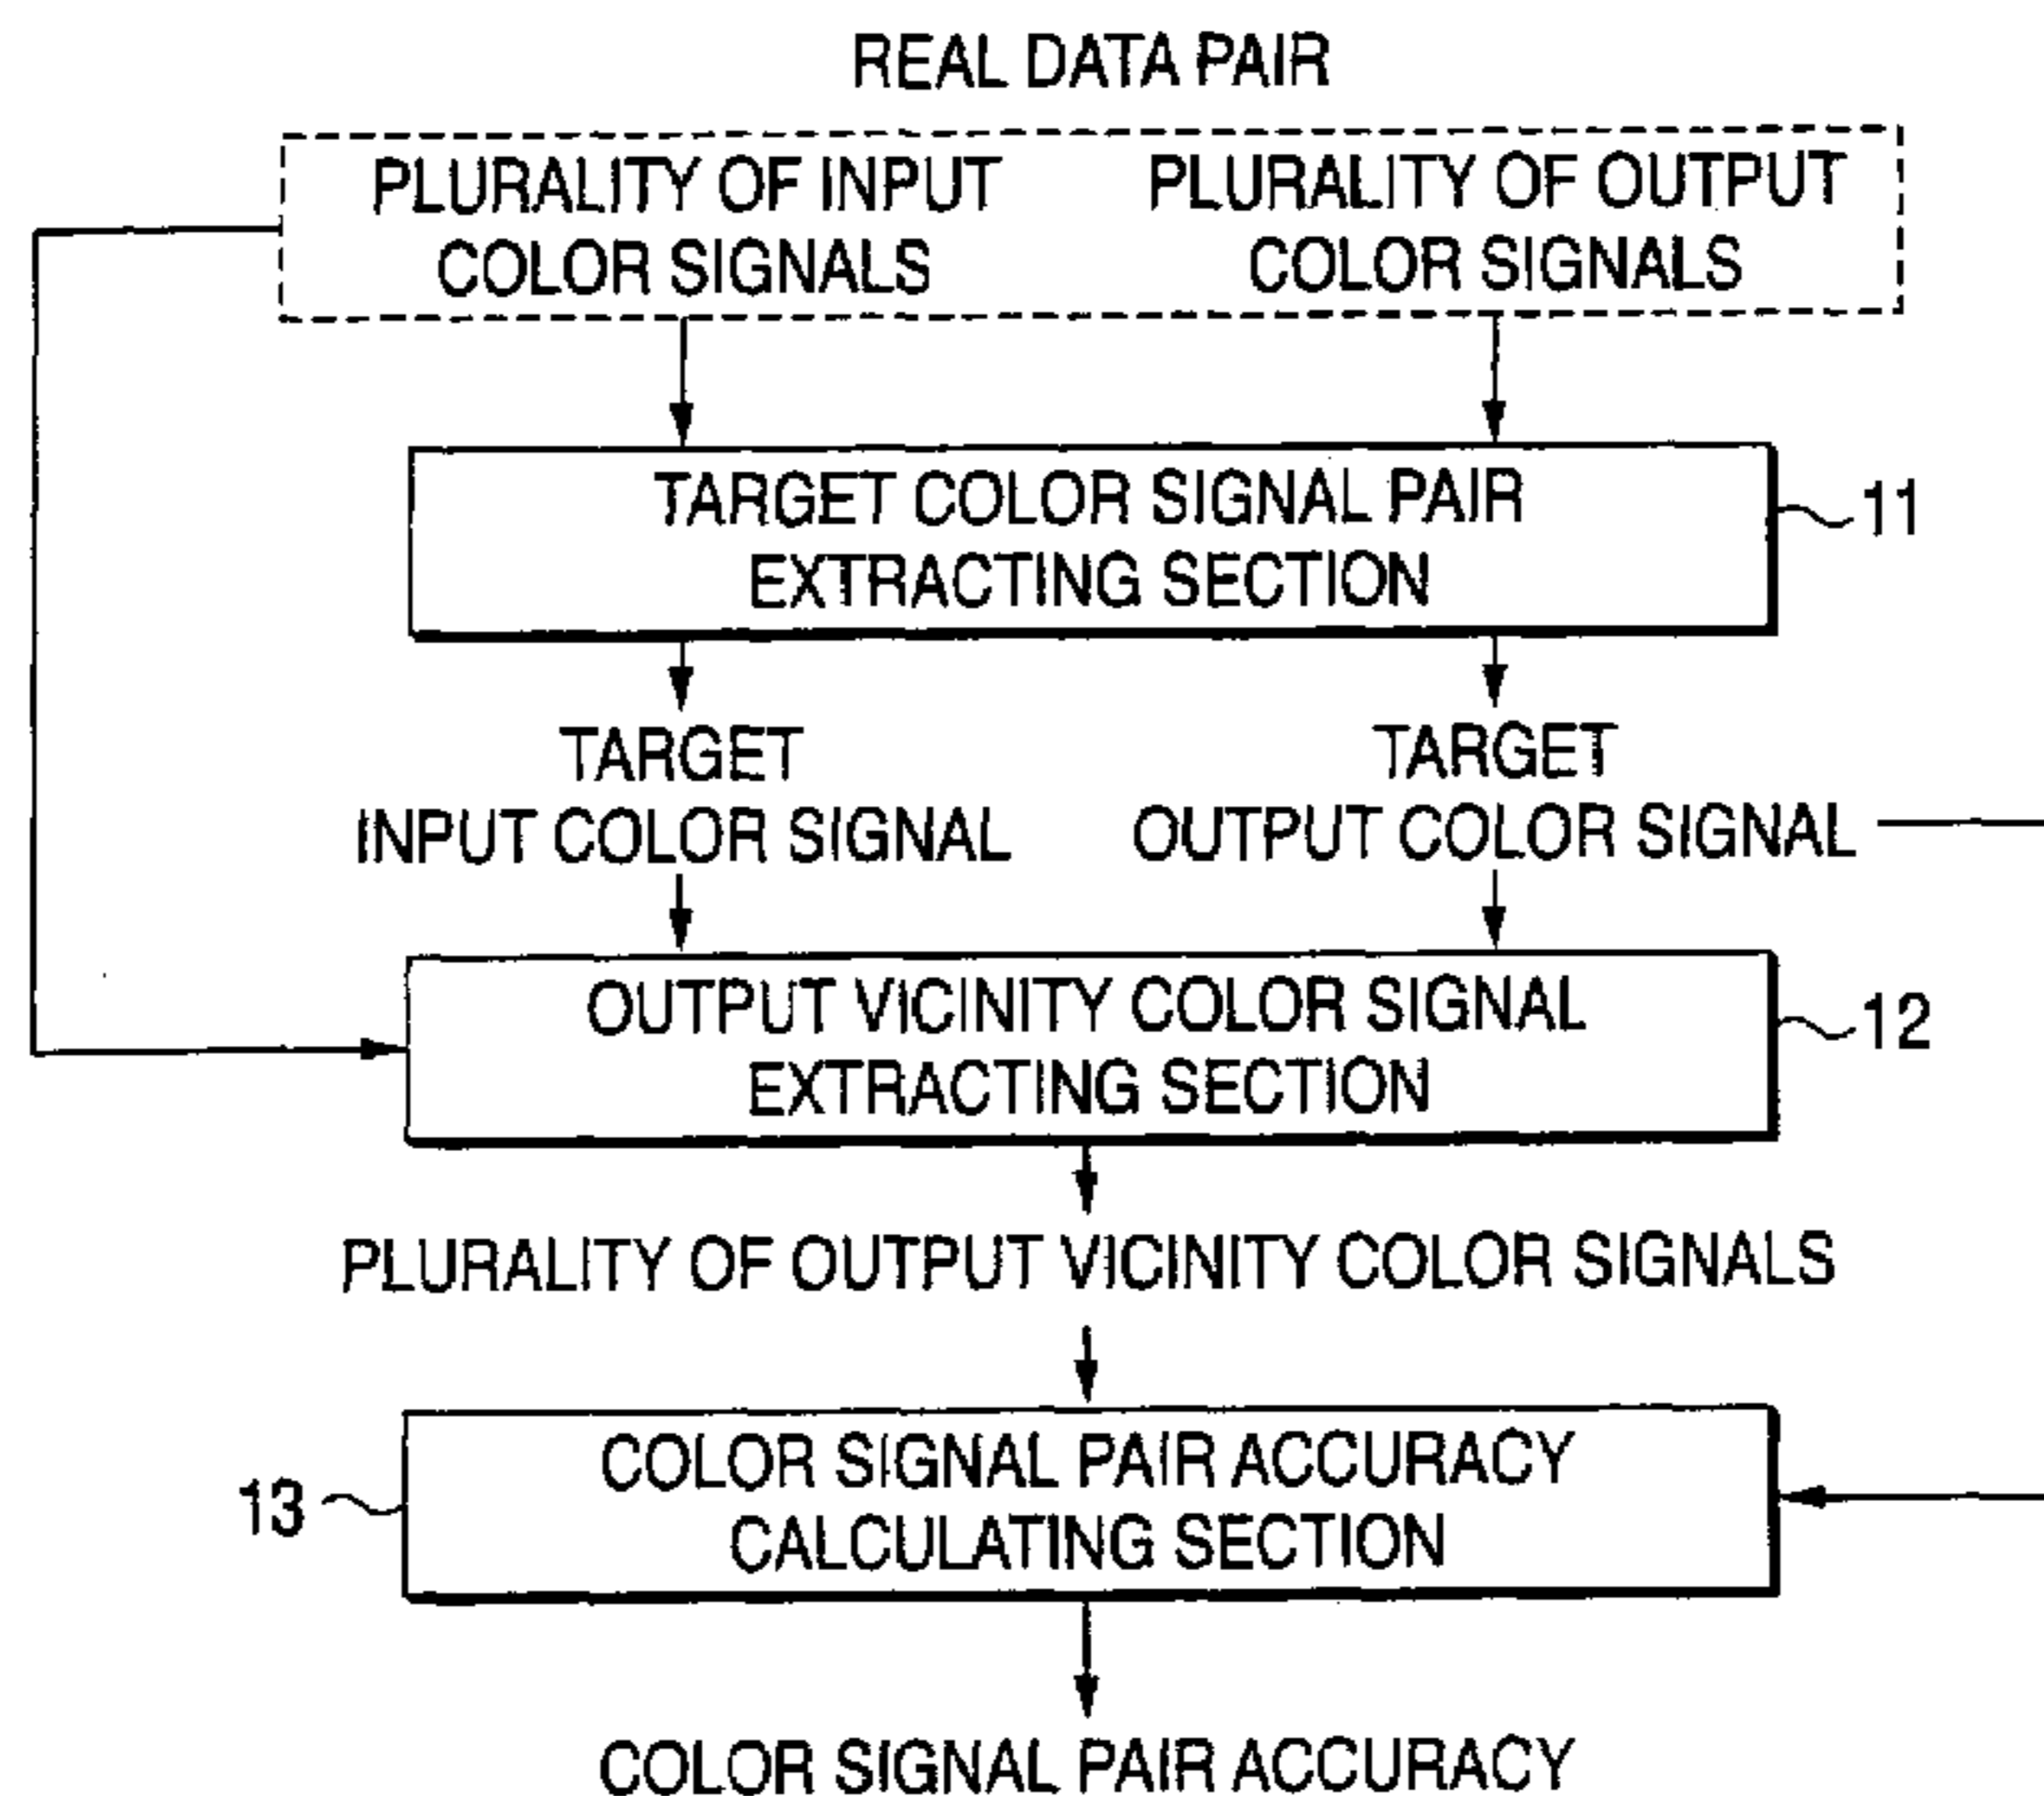 REAL DATA PAIR
PLURALITY OF INPUT
COLOR SIGNALS
PLURALITY OF OUTPUT
COLOR SIGNALS
TARGET COLOR SIGNAL PAIR
EXTRACTING SECTION
11
TARGET
INPUT COLOR SIGNAL
TARGET
OUTPUT COLOR SIGNAL
OUTPUT VICINITY COLOR SIGNAL
EXTRACTING SECTION
12
PLURALITY OF OUTPUT VICINITY COLOR SIGNALS
13
COLOR SIGNAL PAIR ACCURACY
CALCULATING SECTION
COLOR SIGNAL PAIR ACCURACY